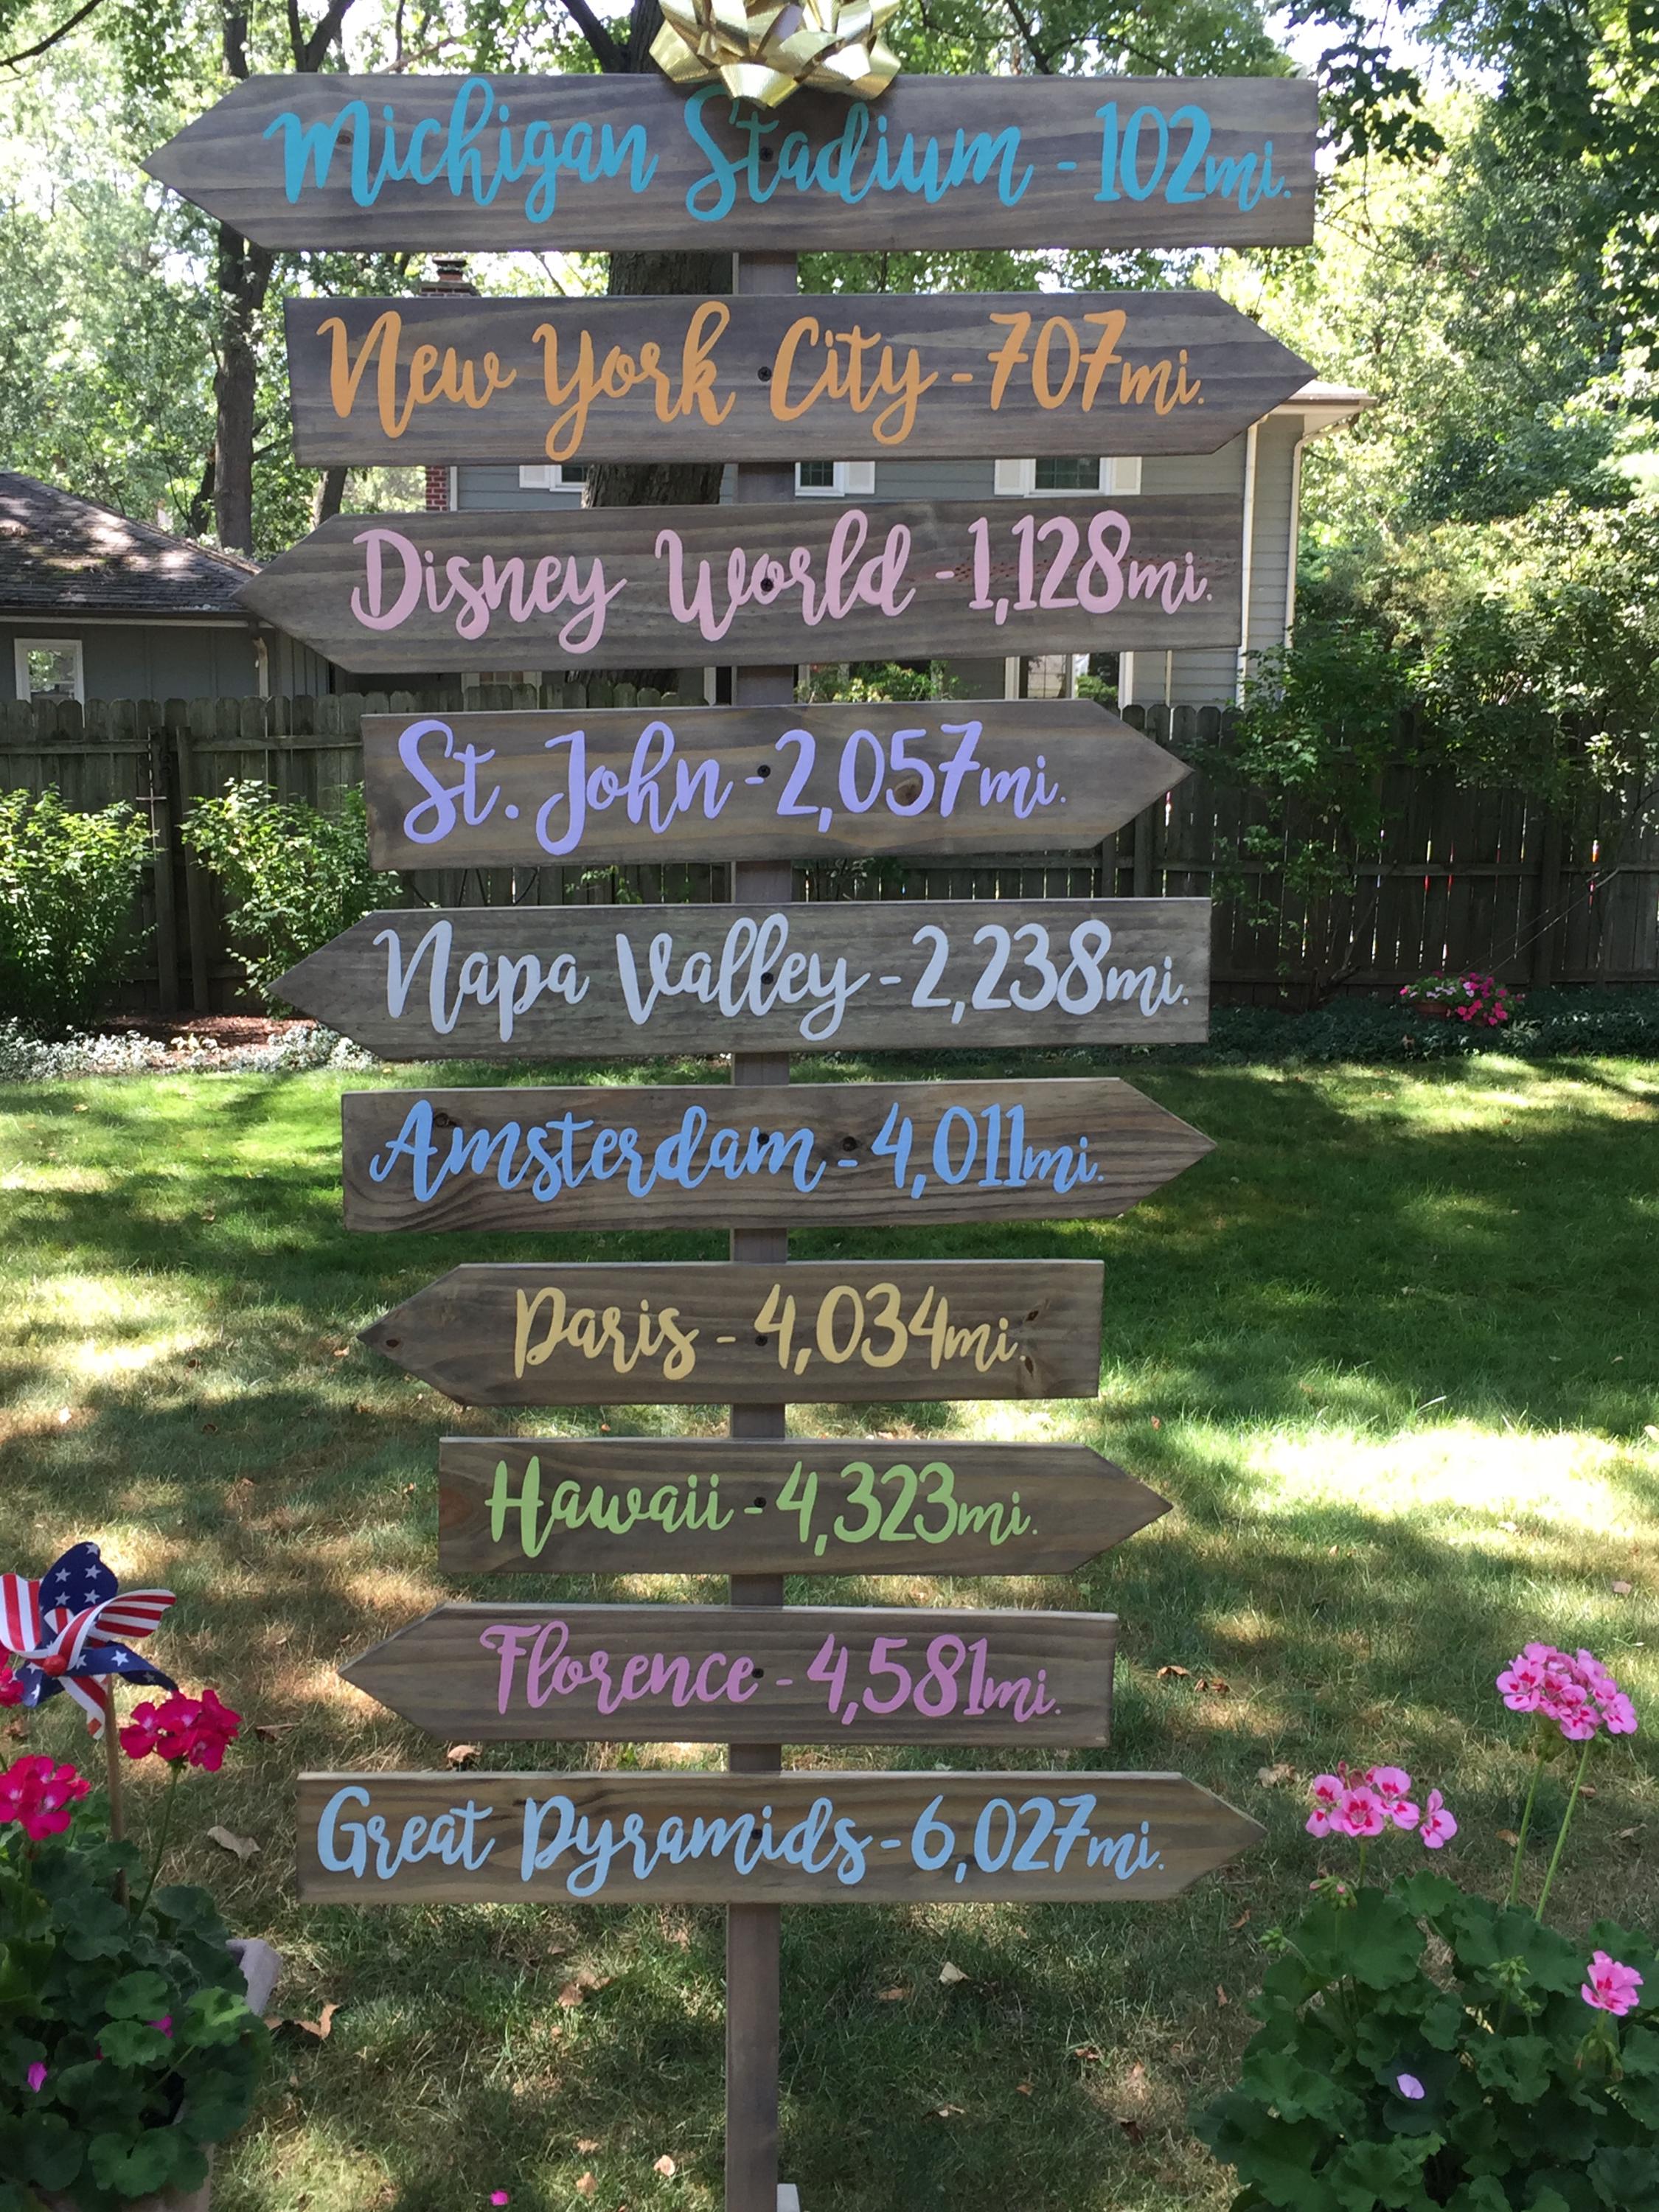 Michigan Stadium - 102mi.
New York City - 707mi.
Disney World - 1,128mi.
St. John - 2,057mi.
Napa Valley - 2,238mi.
Amsterdam - 4,011mi.
Paris - 4,034mi.
Hawaii - 4,323mi.
Florence - 4,581mi.
Great Pyramids - 6,027mi.